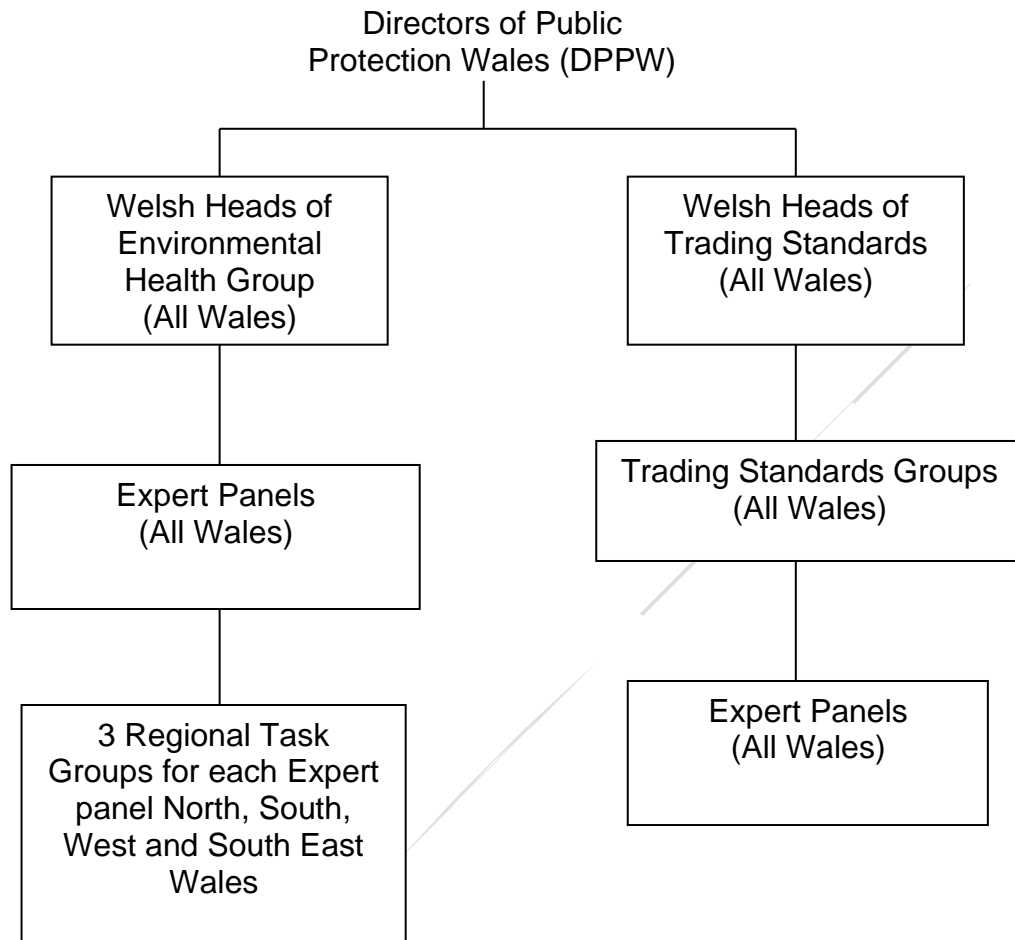 Directors of Public
Protection Wales (DPPW)
Welsh Heads of
Environmental
Health Group
(All Wales)
Welsh Heads of
Trading Standards
(All Wales)
Expert Panels
(All Wales)
Trading Standards Groups
(All Wales)
3 Regional Task
Groups for each Expert
panel North, South,
West and South East
Wales
Expert Panels
(All Wales)